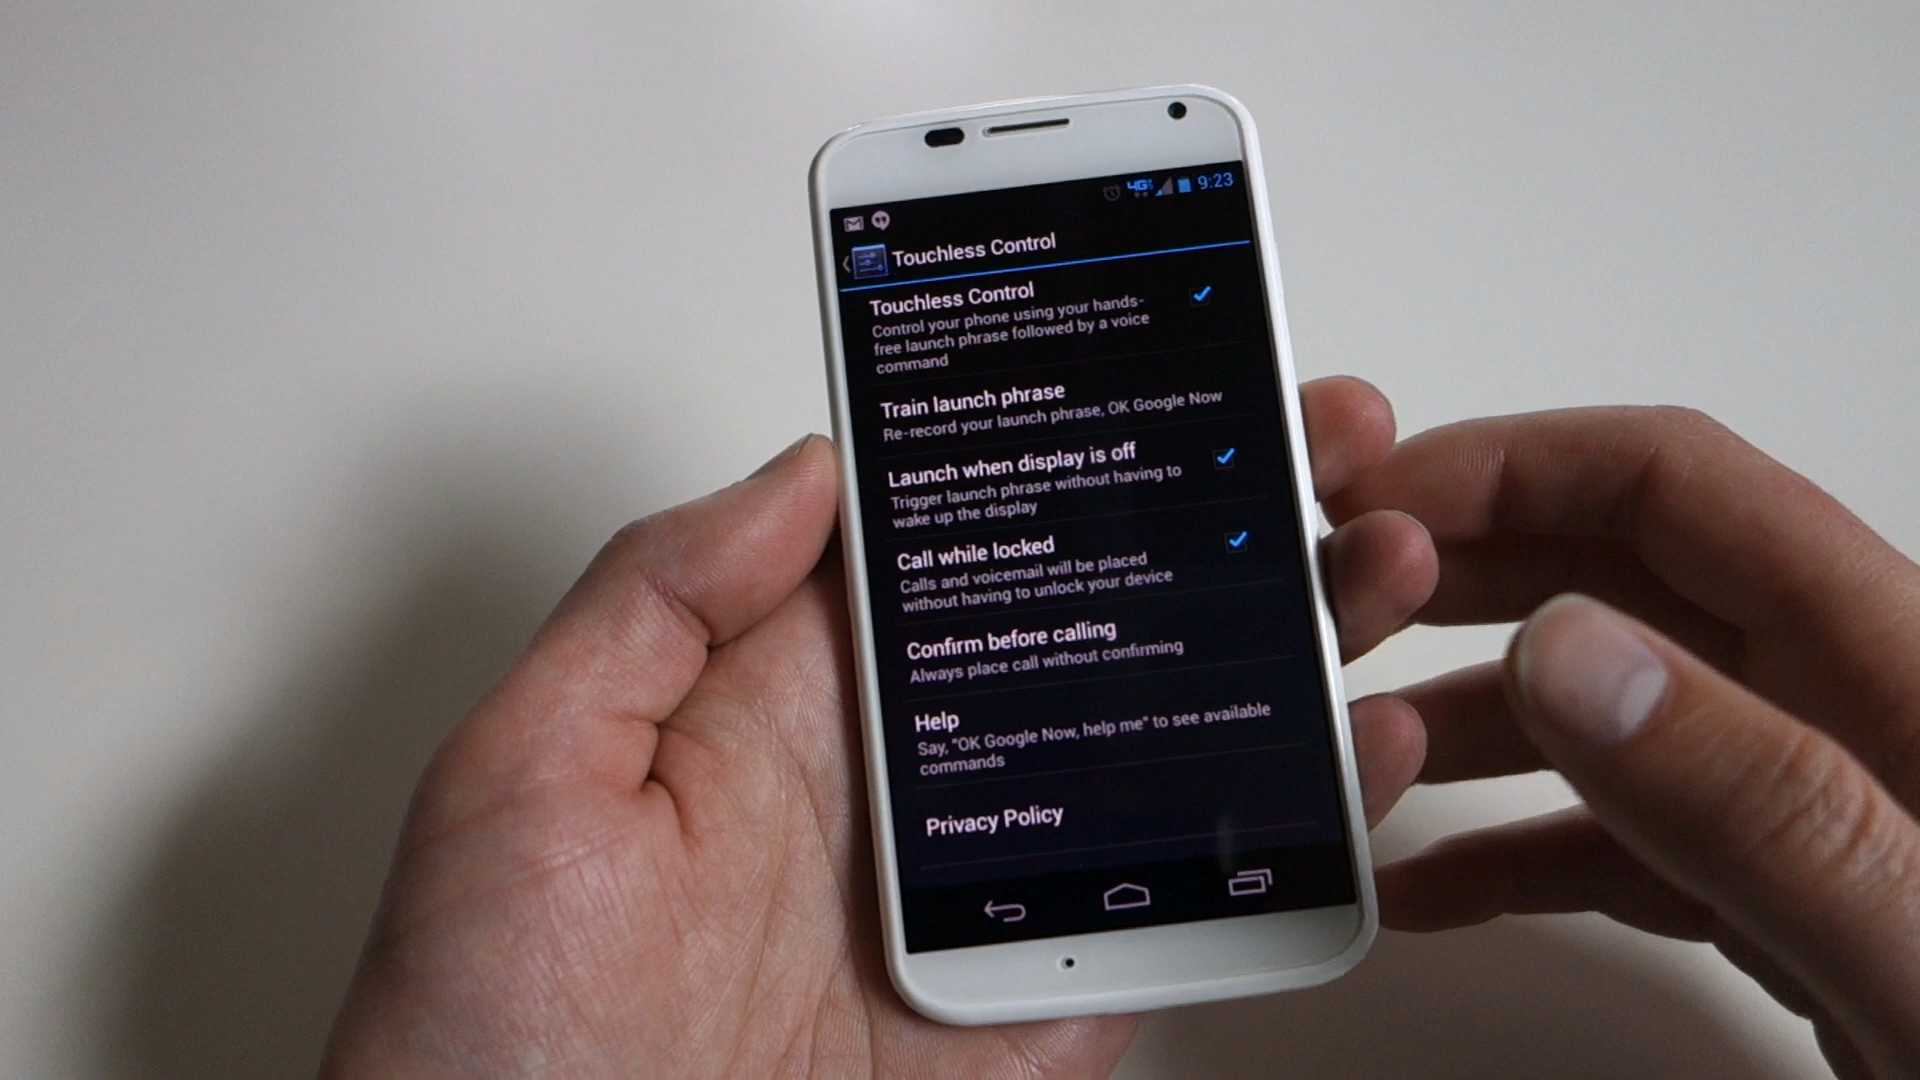 4G 9:23
Touchless Control
Touchless Control
Control your phone using your hands-
free launch phrase followed by a voice
command
Train launch phrase
Re-record your launch phrase, OK Google Now
Launch when display is off
Trigger launch phrase without having to
wake up the display
Call while locked
Calls and voicemail will be placed
without having to unlock your device
Confirm before calling
Always place call without confirming
Help
Say, "OK Google Now, help me" to see available
commands
Privacy Policy